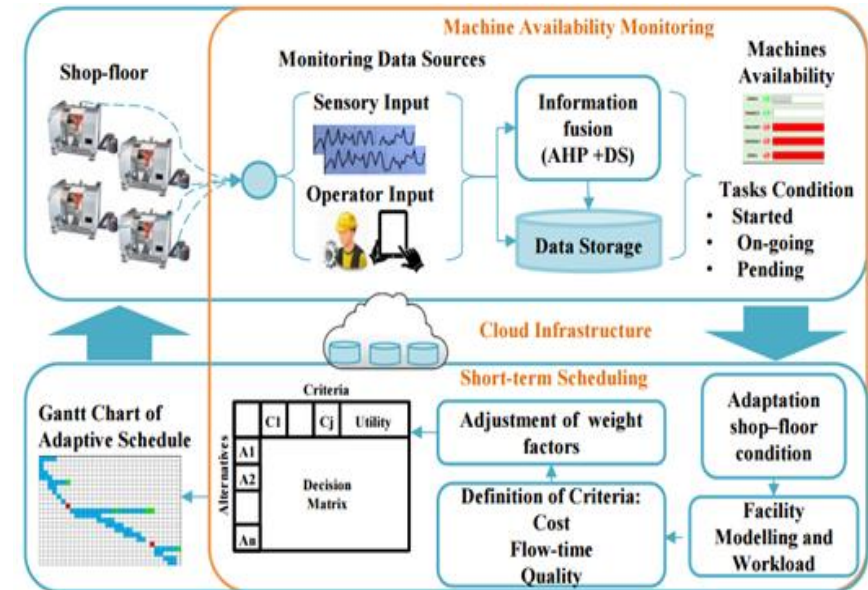 Machine Availability Monitoring
Shop-floor
Monitoring Data Sources
Sensory Input
Operator Input
Information
fusion
(AHP +DS)
Data Storage
Machines
Availability
Tasks Condition
• Started
• On-going
• Pending
Cloud Infrastructure
Short-term Scheduling
Gantt Chart of
Adaptive Schedule
Criteria
C1 Cj Utility
Alternatives
A1
A2
An
Decision
Matrix
Adjustment of weight
factors
Definition of Criteria:
Cost
Flow-time
Quality
Adaptation
shop–floor
condition
Facility
Modelling and
Workload